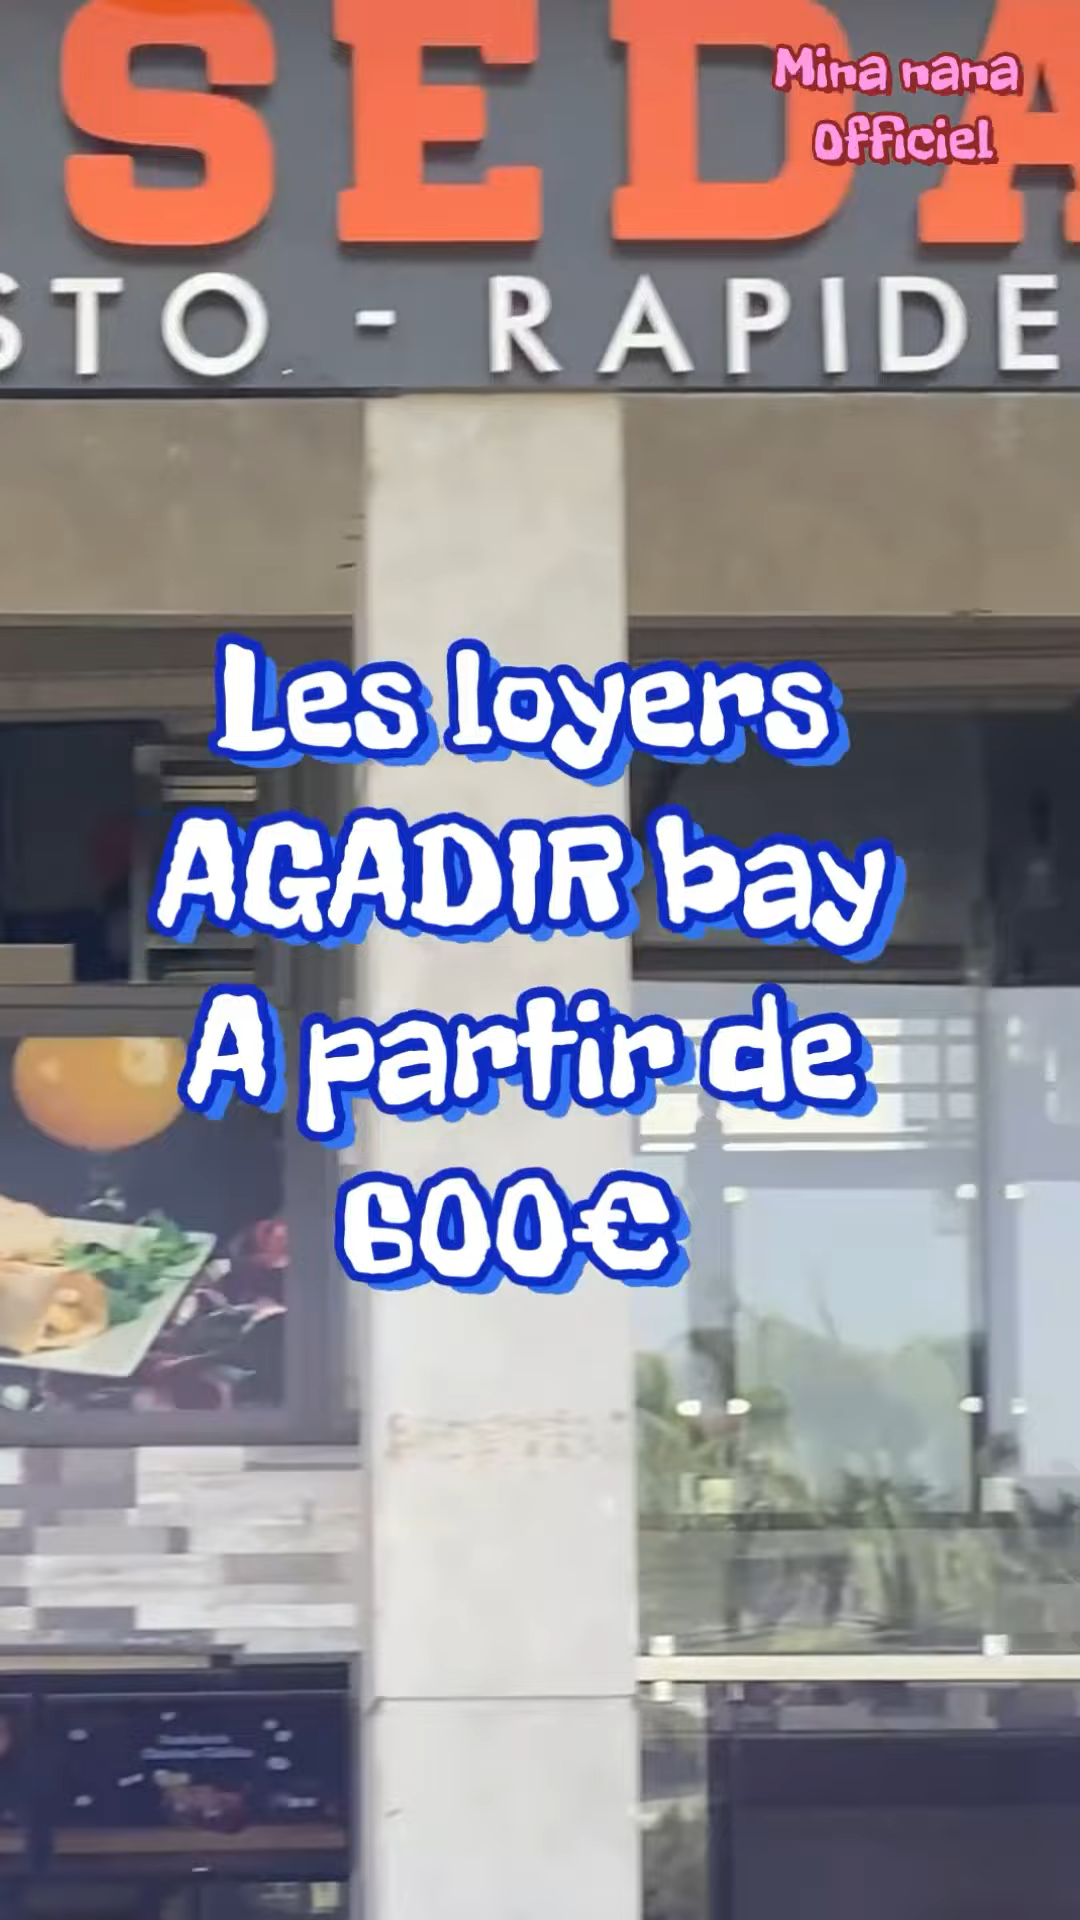 SEDA
Mina nana
Officiel
STO - RAPIDE
Les loyers
AGADIR bay
A partir de
600€